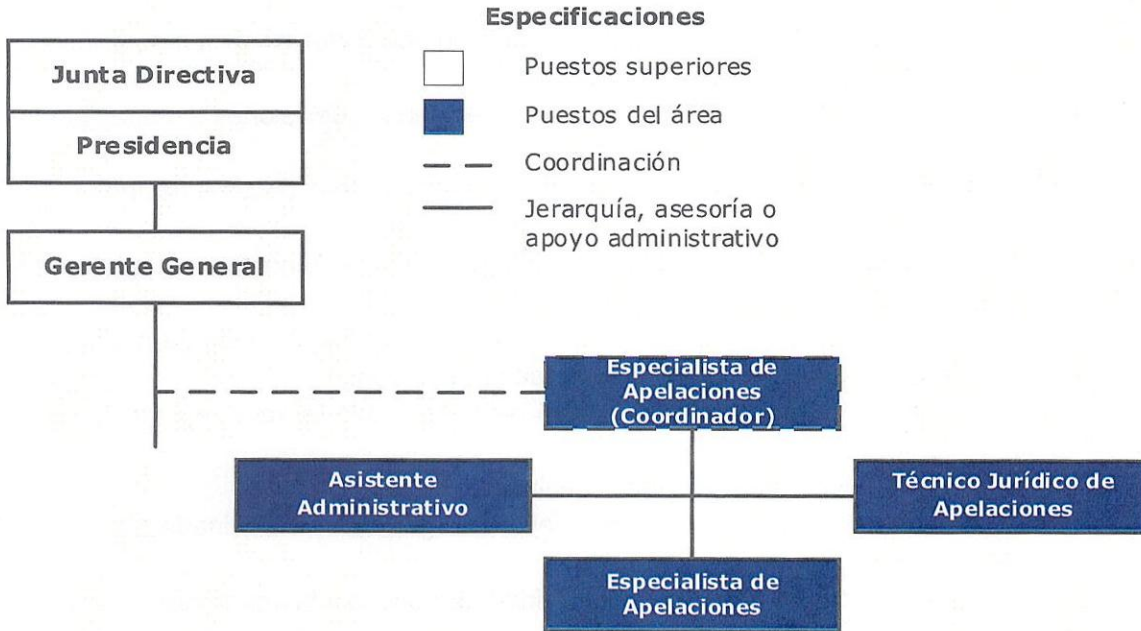 Especificaciones
Junta Directiva
Presidencia
Gerente General
Puestos superiores
Puestos del área
Coordinación
Jerarquía, asesoría o
apoyo administrativo
Especialista de
Apelaciones
(Coordinador)
Asistente
Administrativo
Técnico Jurídico de
Apelaciones
Especialista de
Apelaciones